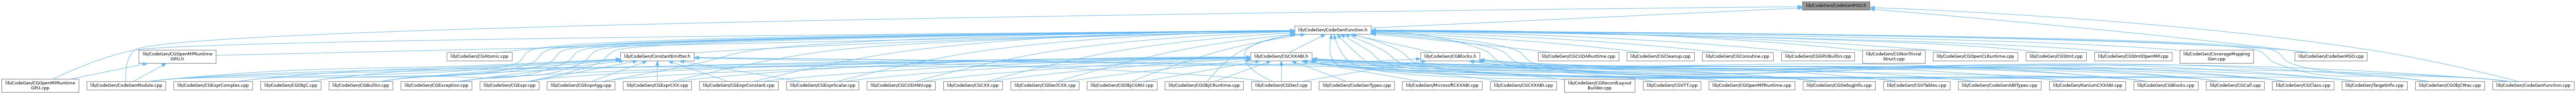 lib/CodeGen/CodeGenPGO.h
lib/CodeGen/CodeGenFunction.h
lib/CodeGen/CGOpenMPRuntime
GPU.h
lib/CodeGen/CGAtomic.cpp
lib/CodeGen/ConstantEmitter.h
lib/CodeGen/CGCXXABI.h
lib/CodeGen/CGBlocks.h
lib/CodeGen/CGCUDARuntime.cpp
lib/CodeGen/CGCleanup.cpp
lib/CodeGen/CGCoroutine.cpp
lib/CodeGen/CGGPUBuiltin.cpp
lib/CodeGen/CGNonTrivial
Struct.cpp
lib/CodeGen/CGOpenCLRuntime.cpp
lib/CodeGen/CGStmt.cpp
lib/CodeGen/CGStmtOpenMP.cpp
lib/CodeGen/CoverageMapping
Gen.cpp
lib/CodeGen/CodeGenPGO.cpp
lib/CodeGen/CGOpenMPRuntime
GPU.cpp
lib/CodeGen/CodeGenModule.cpp
lib/CodeGen/CGExprComplex.cpp
lib/CodeGen/CGObjC.cpp
lib/CodeGen/CGBuiltin.cpp
lib/CodeGen/CGException.cpp
lib/CodeGen/CGExpr.cpp
lib/CodeGen/CGExprAgg.cpp
lib/CodeGen/CGExprCXX.cpp
lib/CodeGen/CGExprConstant.cpp
lib/CodeGen/CGExprScalar.cpp
lib/CodeGen/CGCUDANV.cpp
lib/CodeGen/CGCXX.cpp
lib/CodeGen/CGDeclCXX.cpp
lib/CodeGen/CGObjCGNU.cpp
lib/CodeGen/CGObjCRuntime.cpp
lib/CodeGen/CGDecl.cpp
lib/CodeGen/CodeGenTypes.cpp
lib/CodeGen/MicrosoftCXXABI.cpp
lib/CodeGen/CGCXXABI.cpp
lib/CodeGen/CGRecordLayout
Builder.cpp
lib/CodeGen/CGVTT.cpp
lib/CodeGen/CGOpenMPRuntime.cpp
lib/CodeGen/CGDebugInfo.cpp
lib/CodeGen/CGVTables.cpp
lib/CodeGen/CodeGenABITypes.cpp
lib/CodeGen/ItaniumCXXABI.cpp
lib/CodeGen/CGBlocks.cpp
lib/CodeGen/CGCall.cpp
lib/CodeGen/CGClass.cpp
lib/CodeGen/TargetInfo.cpp
lib/CodeGen/CGObjCMac.cpp
lib/CodeGen/CodeGenFunction.cpp